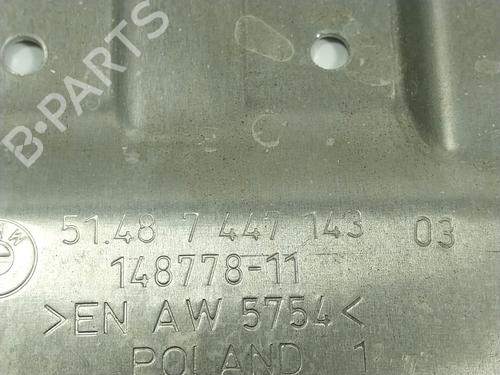 B-PARTS
51.48 7 447 143 03
148778-11
>EN AW 5754<
POLAND 1